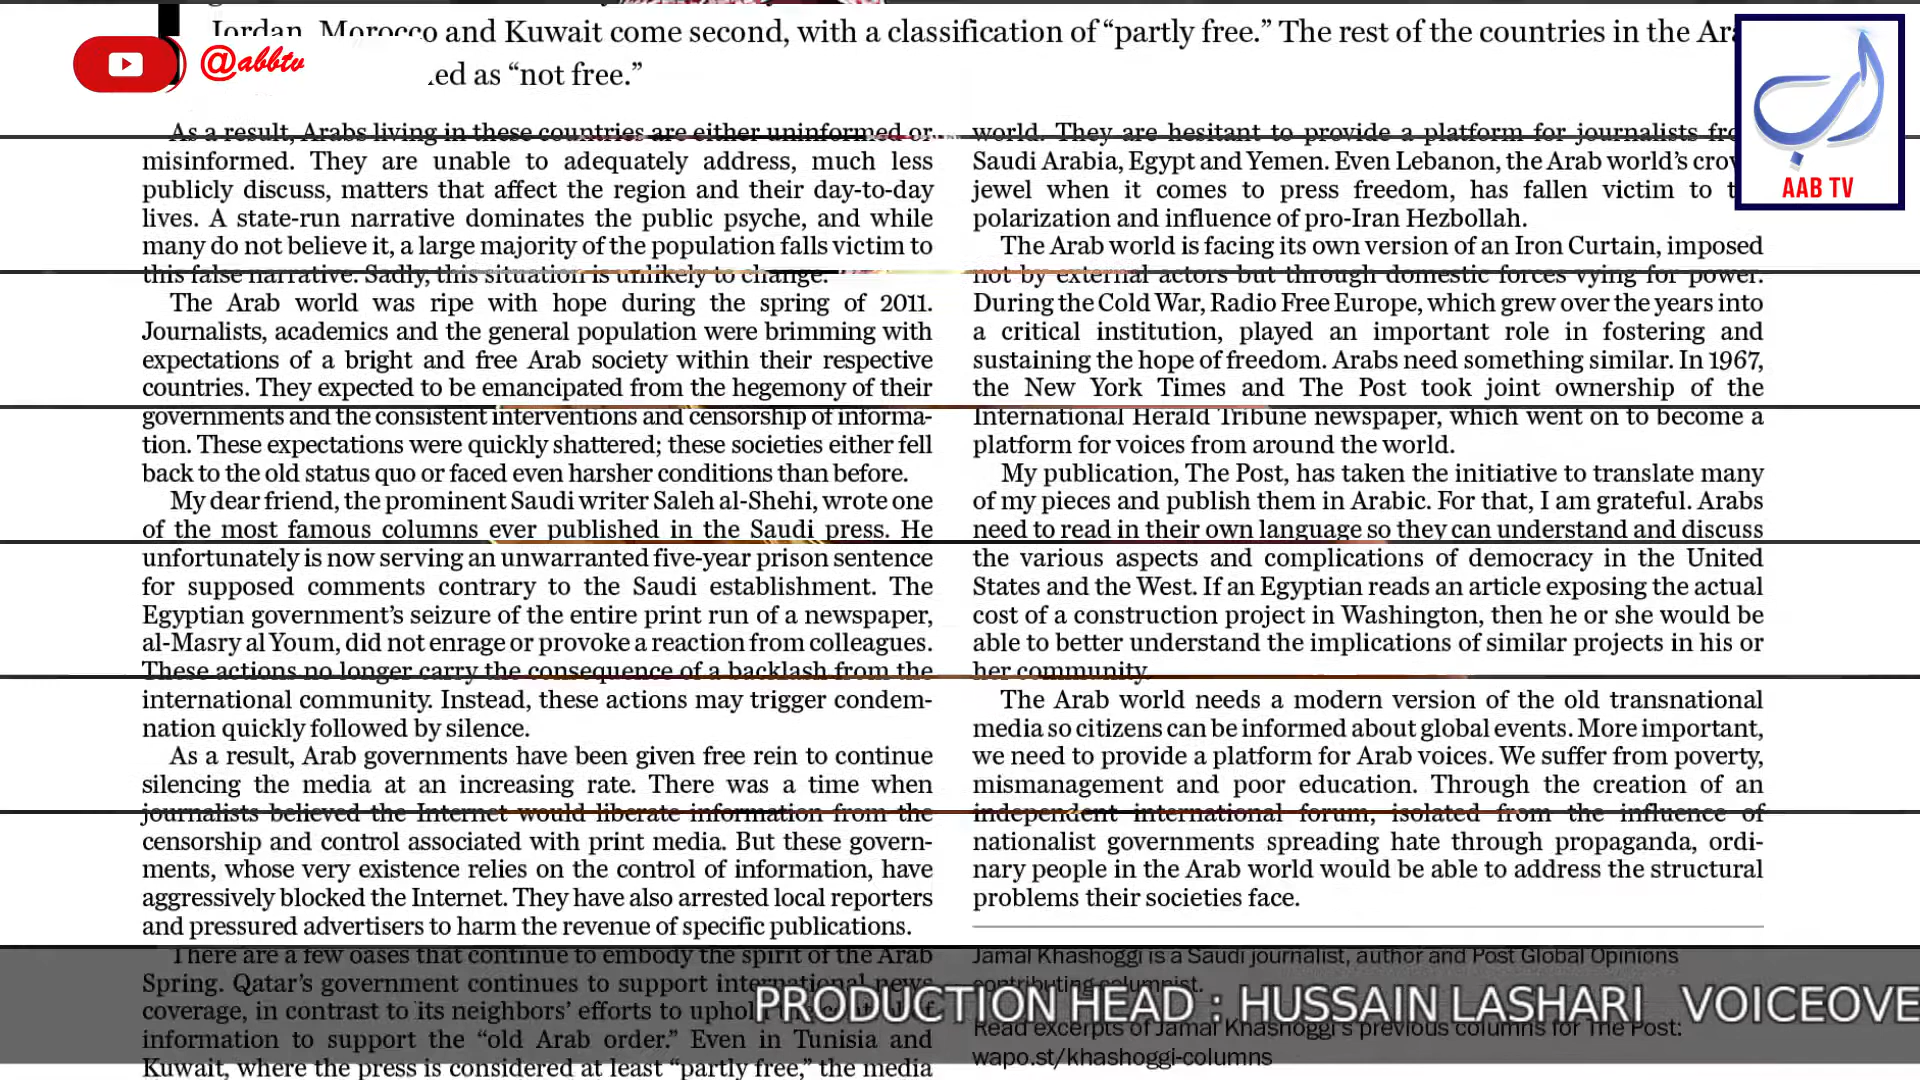 Jordan, Morocco and Kuwait come second, with a classification of “partly free.” The rest of the countries in the
ed as “not free.”
@abbtv
اب
AAB TV
As a result, Arabs living in these countries are either uninformed or
misinformed. They are unable to adequately address, much less
publicly discuss, matters that affect the region and their day-to-day
lives. A state-run narrative dominates the public psyche, and while
many do not believe it, a large majority of the population falls victim to
this false narrative. Sadly, this situation is unlikely to change.
The Arab world was ripe with hope during the spring of 2011.
Journalists, academics and the general population were brimming with
expectations of a bright and free Arab society within their respective
countries. They expected to be emancipated from the hegemony of their
governments and the consistent interventions and censorship of informa-
tion. These expectations were quickly shattered; these societies either fell
back to the old status quo or faced even harsher conditions than before.
My dear friend, the prominent Saudi writer Saleh al-Shehi, wrote one
of the most famous columns ever published in the Saudi press. He
unfortunately is now serving an unwarranted five-year prison sentence
for supposed comments contrary to the Saudi establishment. The
Egyptian government’s seizure of the entire print run of a newspaper,
al-Masry al Youm, did not enrage or provoke a reaction from colleagues.
These actions no longer carry the consequence of a backlash from the
international community. Instead, these actions may trigger condem-
nation quickly followed by silence.
As a result, Arab governments have been given free rein to continue
silencing the media at an increasing rate. There was a time when
journalists believed the Internet would liberate information from the
censorship and control associated with print media. But these govern-
ments, whose very existence relies on the control of information, have
aggressively blocked the Internet. They have also arrested local reporters
and pressured advertisers to harm the revenue of specific publications.
There are a few oases that continue to embody the spirit of the Arab
Spring. Qatar’s government continues to support international news
coverage, in contrast to its neighbors’ efforts to uphold
information to support the “old Arab order.” Even in Tunisia and
Kuwait, where the press is considered at least “partly free,” the media
world. They are hesitant to provide a platform for journalists from
Saudi Arabia, Egypt and Yemen. Even Lebanon, the Arab world’s crown
jewel when it comes to press freedom, has fallen victim to
polarization and influence of pro-Iran Hezbollah.
The Arab world is facing its own version of an Iron Curtain, imposed
not by external actors but through domestic forces vying for power.
During the Cold War, Radio Free Europe, which grew over the years into
a critical institution, played an important role in fostering and
sustaining the hope of freedom. Arabs need something similar. In 1967,
the New York Times and The Post took joint ownership of the
International Herald Tribune newspaper, which went on to become a
platform for voices from around the world.
My publication, The Post, has taken the initiative to translate many
of my pieces and publish them in Arabic. For that, I am grateful. Arabs
need to read in their own language so they can understand and discuss
the various aspects and complications of democracy in the United
States and the West. If an Egyptian reads an article exposing the actual
cost of a construction project in Washington, then he or she would be
able to better understand the implications of similar projects in his or
her community.
The Arab world needs a modern version of the old transnational
media so citizens can be informed about global events. More important,
we need to provide a platform for Arab voices. We suffer from poverty,
mismanagement and poor education. Through the creation of an
independent international forum, isolated from the influence of
nationalist governments spreading hate through propaganda, ordi-
nary people in the Arab world would be able to address the structural
problems their societies face.
Jamal Khashoggi is a Saudi journalist, author and Post Global Opinions
contributing columnist.
Read excerpts of Jamal Khashoggi’s previous columns for The Post:
wapo.st/khashoggi-columns
PRODUCTION HEAD : HUSSAIN LASHARI VOICEOVE